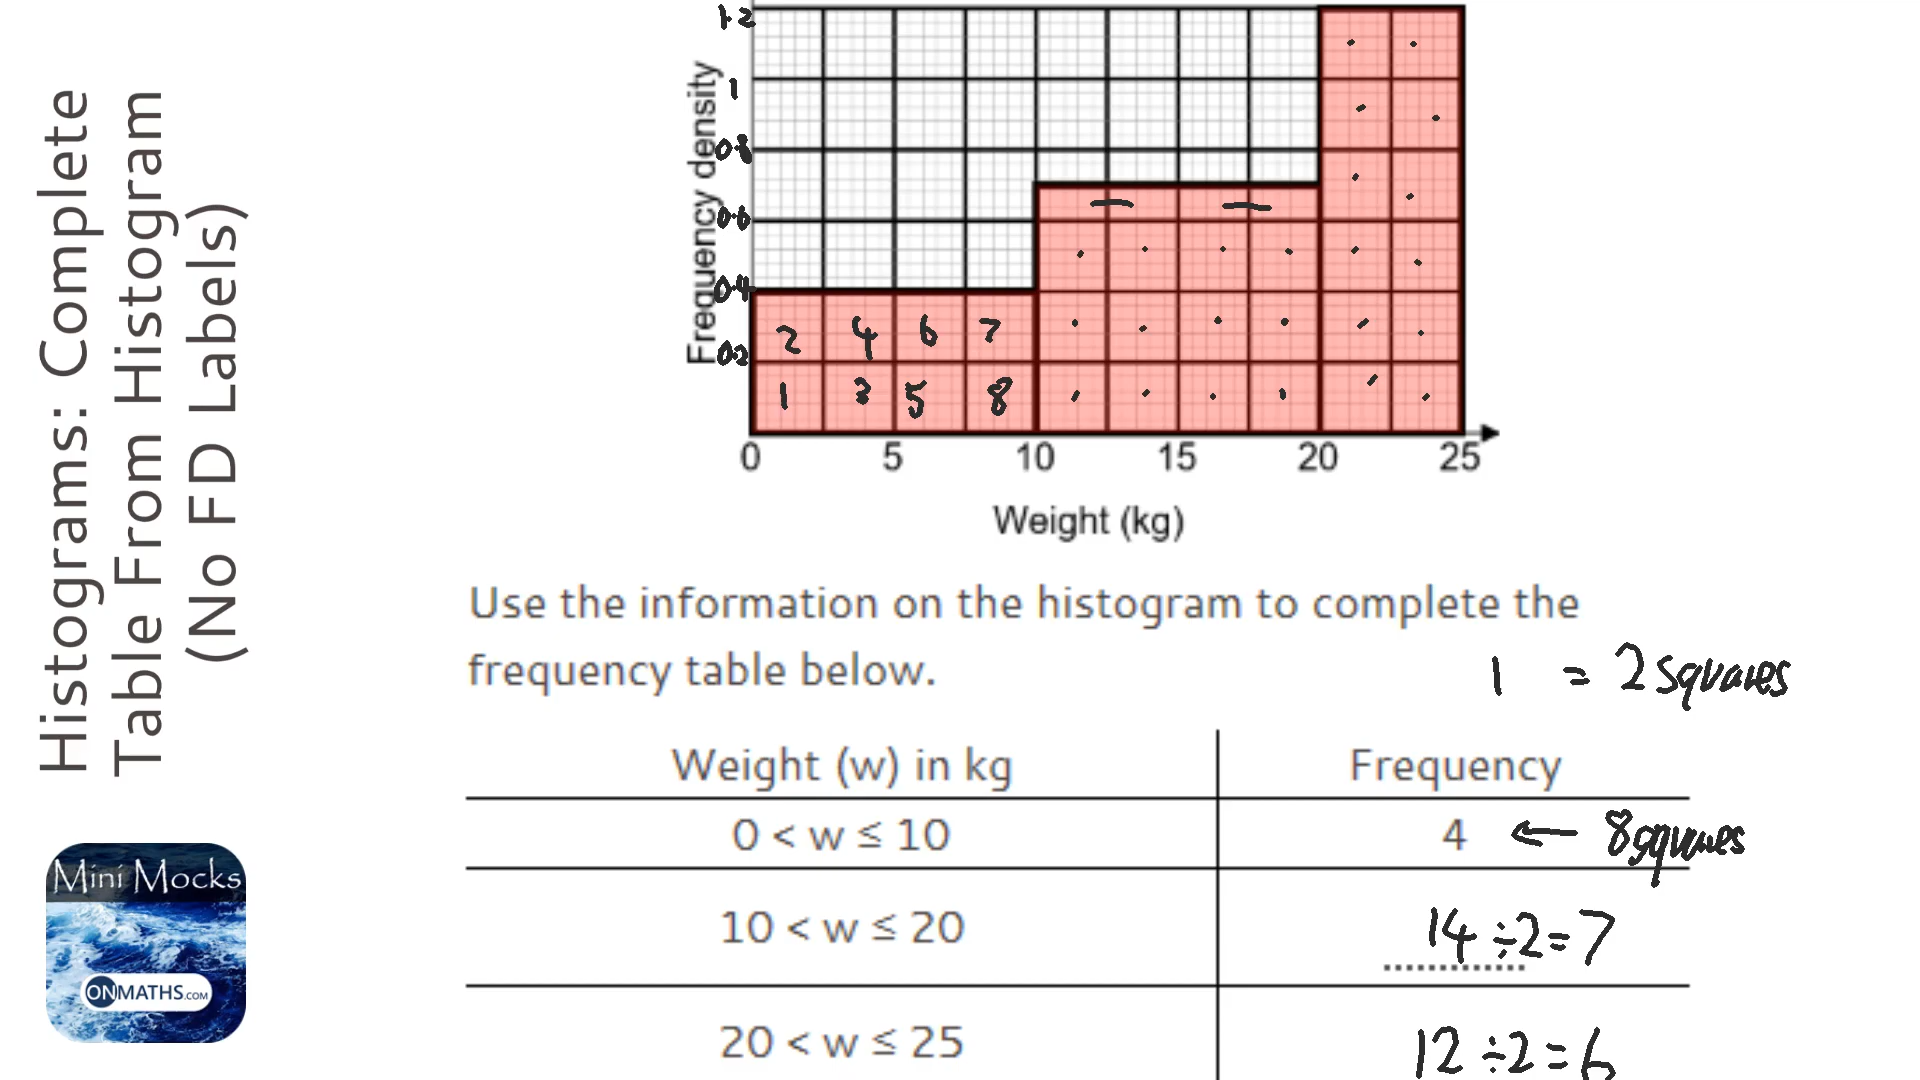 Histograms: Complete
Table From Histogram
(No FD Labels)
Mini Mocks
ONMATHS.COM
Frequency density
1.2
1
0.8
0.6
0.4
0.2
2 4 6 7
1 3 5 8
0 5 10 15 20 25
Weight (kg)
Use the information on the histogram to complete the
frequency table below.
1 = 2 squares
Weight (w) in kg Frequency
0 < w ≤ 10 4 ← 8 squares
10 < w ≤ 20 14 ÷ 2 = 7
20 < w ≤ 25 12 ÷ 2 = 6